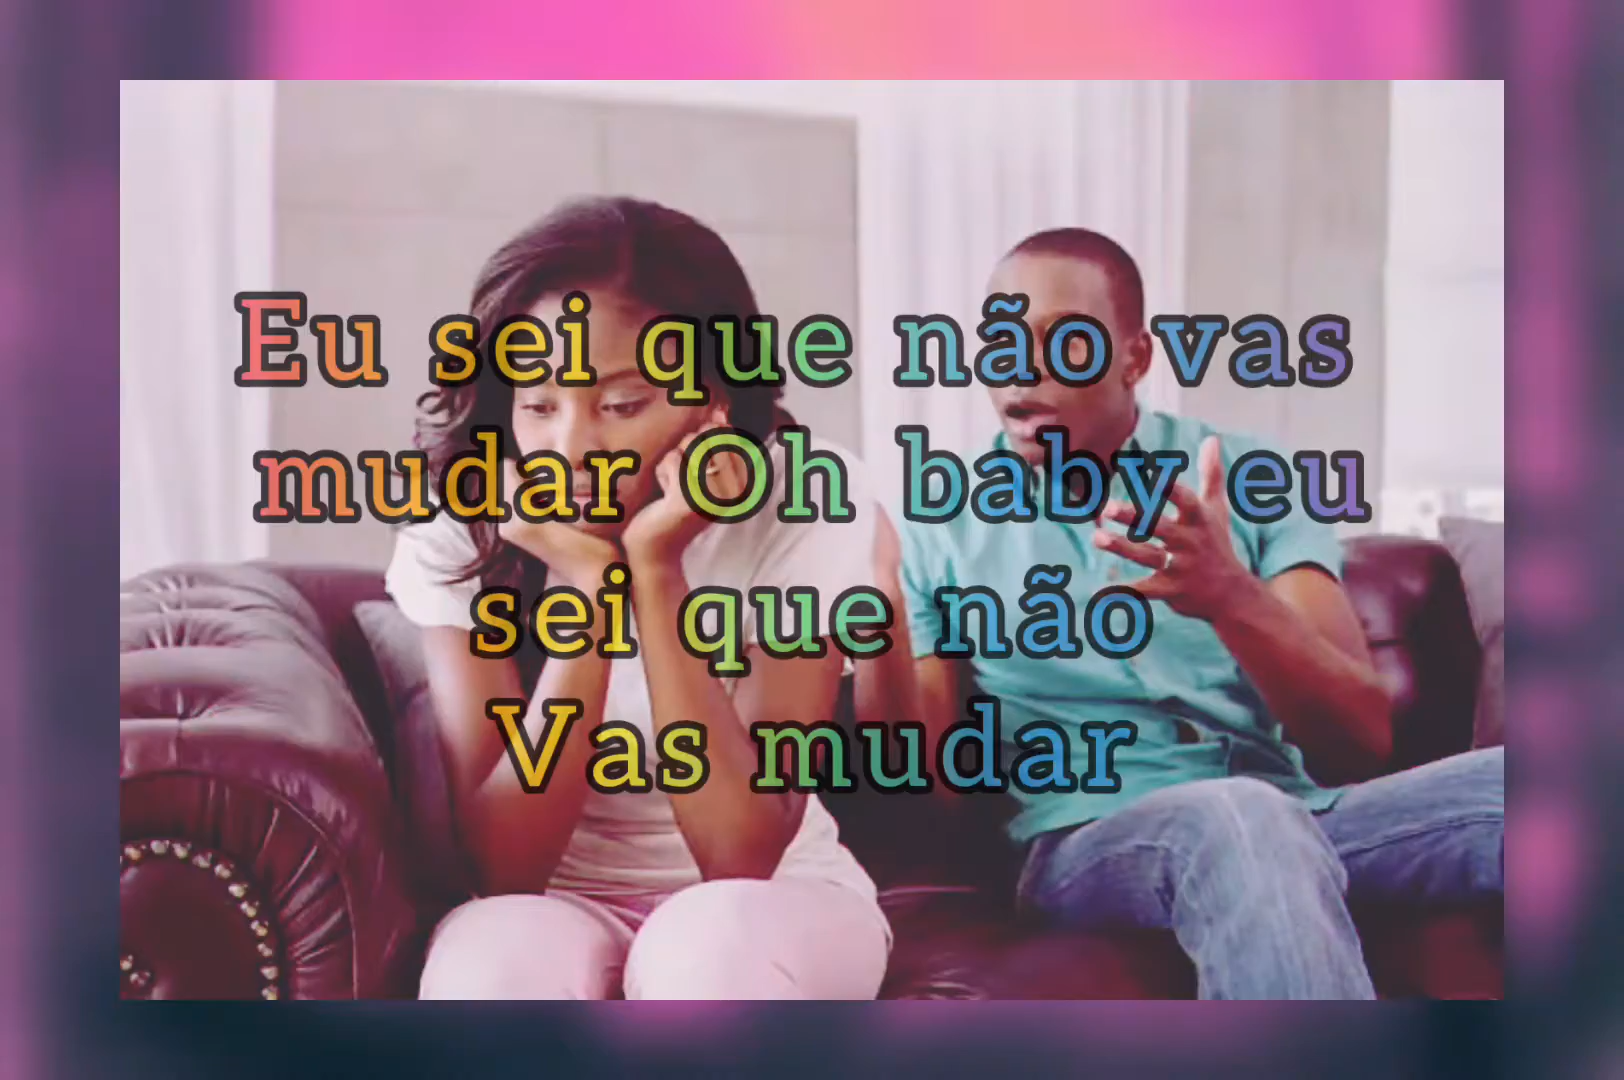 Eu sei que não vas
mudar Oh baby eu
sei que não
Vas mudar